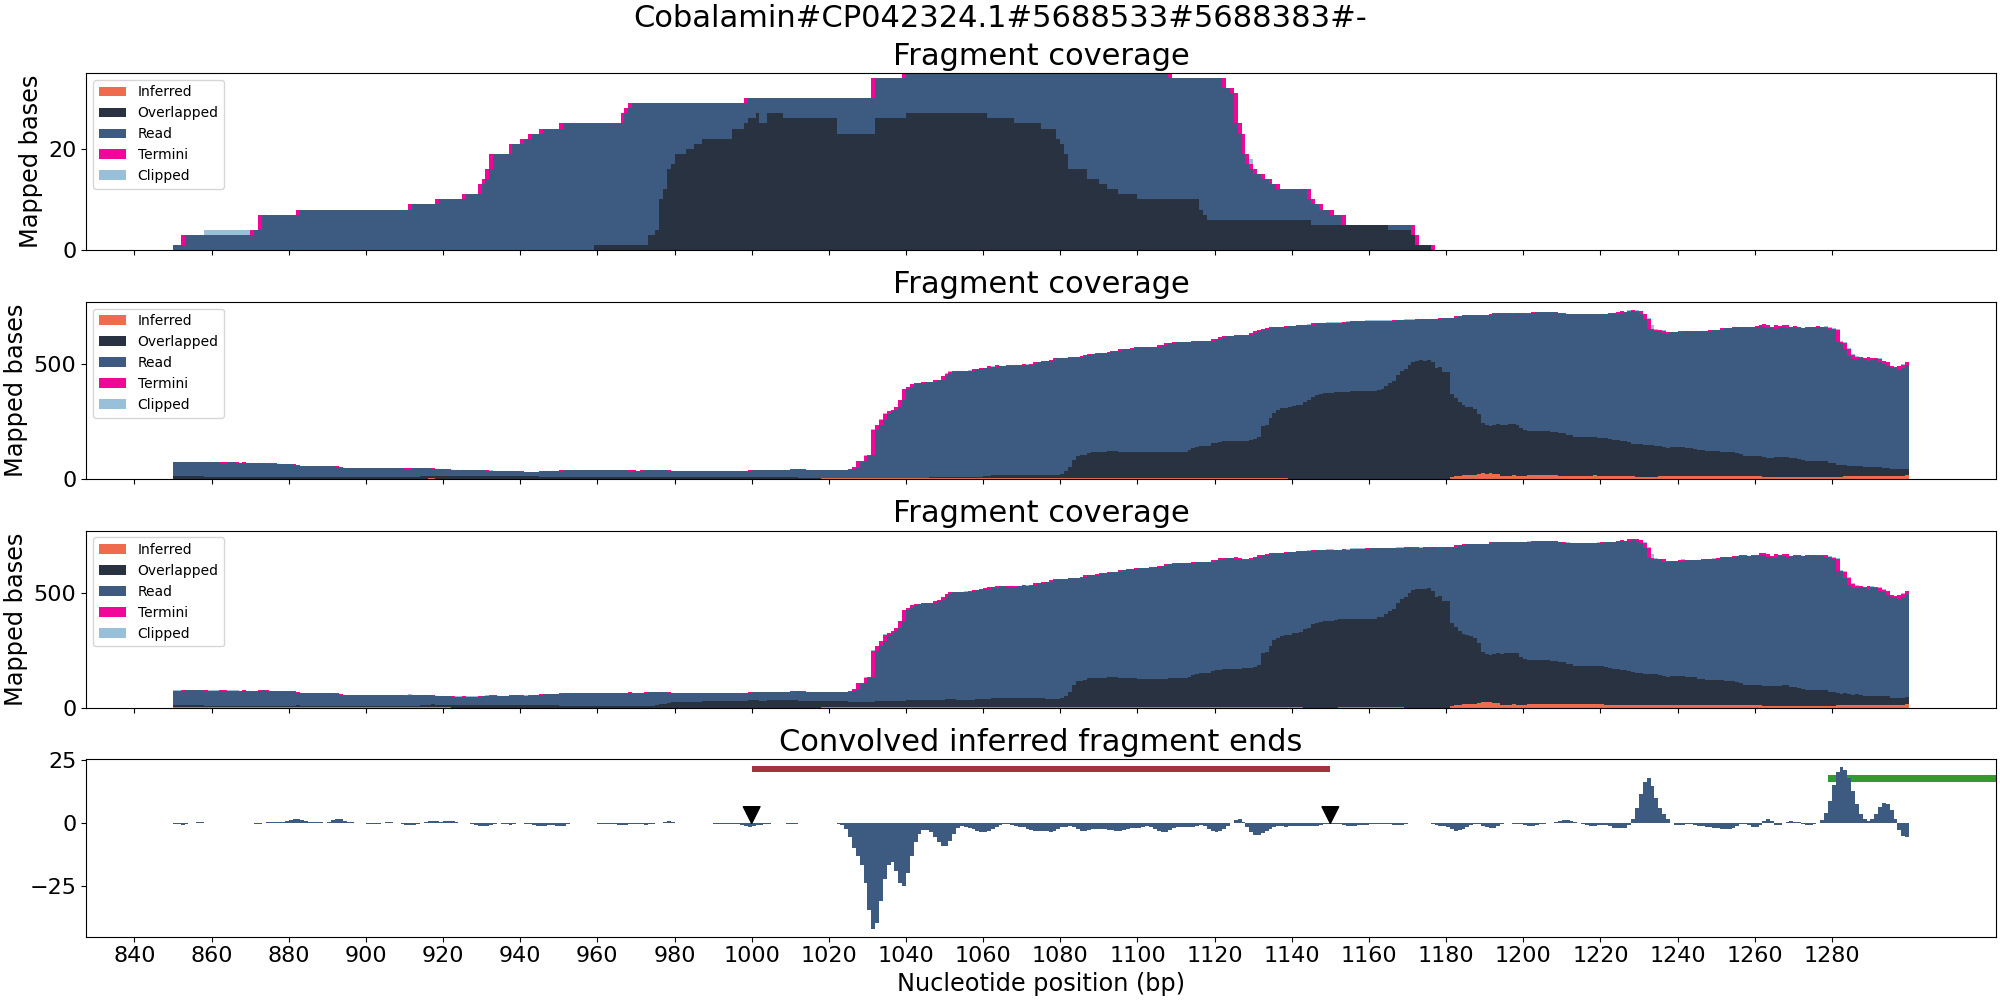 Cobalamin#CP042324.1#5688533#5688383#-
Fragment coverage
Mapped bases
20
0
Inferred
Overlapped
Read
Termini
Clipped
Fragment coverage
Mapped bases
500
0
Inferred
Overlapped
Read
Termini
Clipped
Fragment coverage
Mapped bases
500
0
Inferred
Overlapped
Read
Termini
Clipped
Convolved inferred fragment ends
25
0
−25
840 860 880 900 920 940 960 980 1000 1020 1040 1060 1080 1100 1120 1140 1160 1180 1200 1220 1240 1260 1280
Nucleotide position (bp)